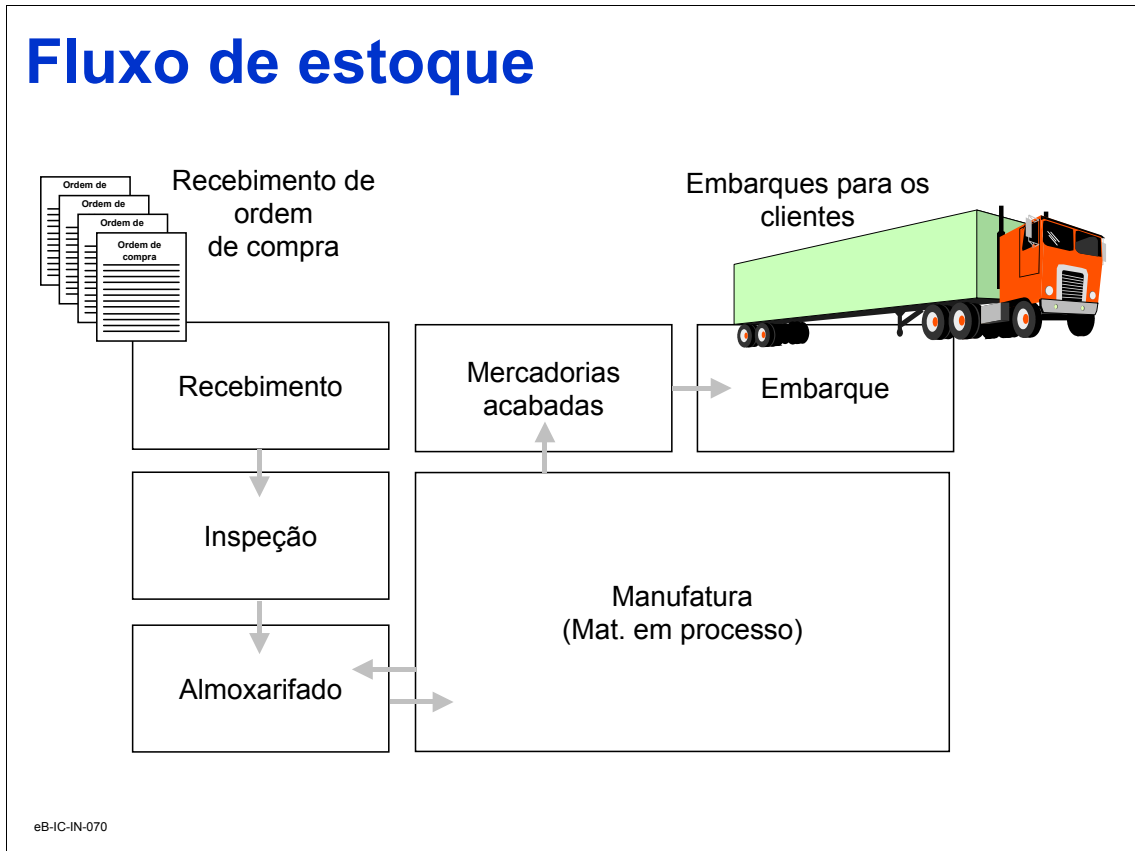 Fluxo de estoque
Ordem de
Ordem de
Ordem de
Ordem de
compra
Recebimento de
ordem
de compra
Embarques para os
clientes
Recebimento
Mercadorias
acabadas
Embarque
Inspeção
Manufatura
(Mat. em processo)
Almoxarifado
eB-IC-IN-070